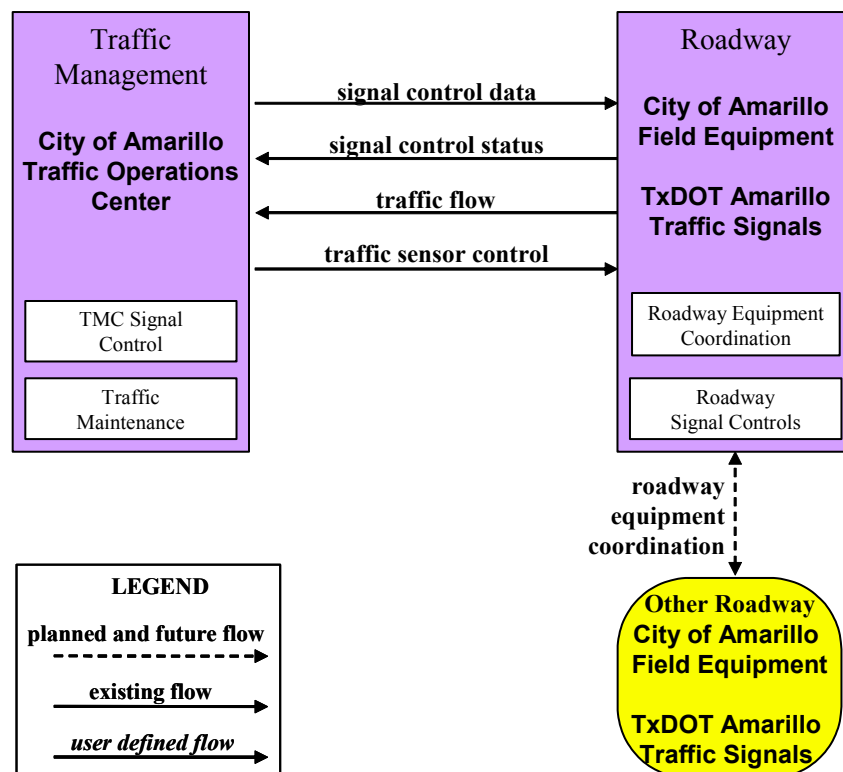 Traffic
Management
City of Amarillo
Traffic Operations
Center
TMC Signal
Control
Traffic
Maintenance
signal control data
signal control status
traffic flow
traffic sensor control
Roadway
City of Amarillo
Field Equipment
TxDOT Amarillo
Traffic Signals
Roadway Equipment
Coordination
Roadway
Signal Controls
roadway
equipment
coordination
LEGEND
planned and future flow
existing flow
user defined flow
Other Roadway
City of Amarillo
Field Equipment
TxDOT Amarillo
Traffic Signals